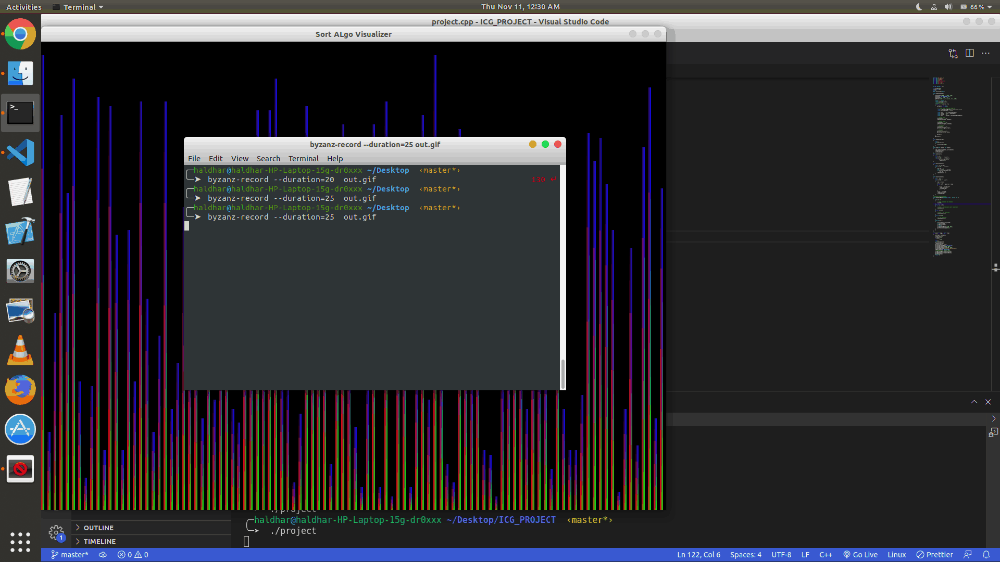 Activities
Terminal
Thu Nov 11, 12:30 AM
66 %
project.cpp - ICG_PROJECT - Visual Studio Code
Sort ALgo Visualizer
byzanz-record --duration=25 out.gif
File Edit View Search Terminal Help
haldhar@haldhar-HP-Laptop-15g-dr0xxx ~/Desktop ‹master*›
➤ byzanz-record --duration=20 out.gif 130 ↵
haldhar@haldhar-HP-Laptop-15g-dr0xxx ~/Desktop ‹master*›
➤ byzanz-record --duration=25 out.gif
haldhar@haldhar-HP-Laptop-15g-dr0xxx ~/Desktop ‹master*›
➤ byzanz-record --duration=25 out.gif
./project
haldhar@haldhar-HP-Laptop-15g-dr0xxx ~/Desktop/ICG_PROJECT ‹master*›
➤ ./project
OUTLINE
TIMELINE
1
master* 0 0
Ln 122, Col 6 Spaces: 4 UTF-8 LF C++ Go Live Linux Prettier